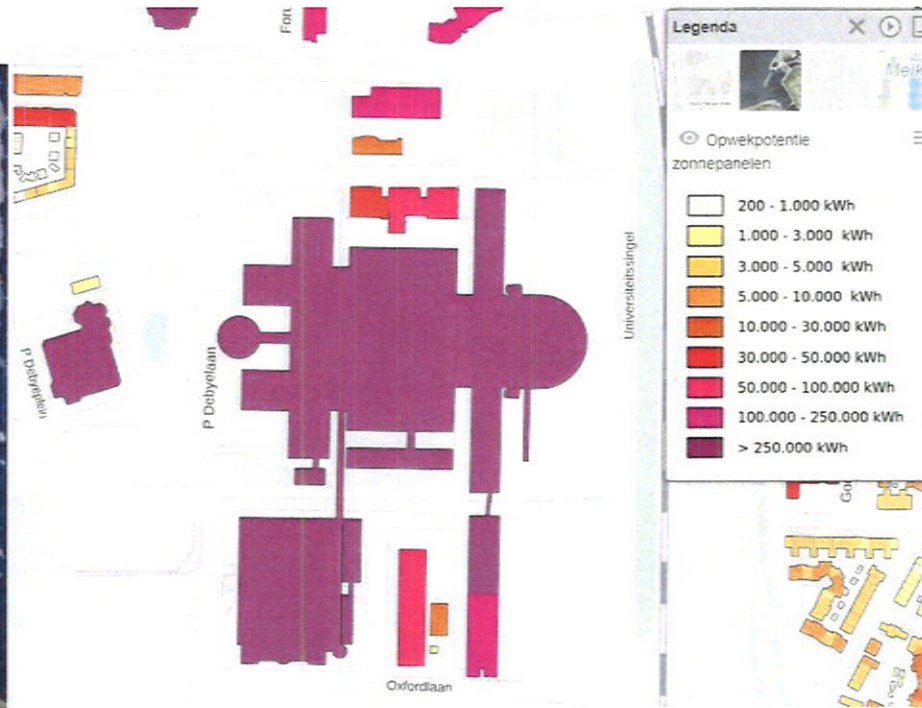 Legenda
Opwekpotentie
zonnepanelen
200 - 1.000 kWh
1.000 - 3.000 kWh
3.000 - 5.000 kWh
5.000 - 10.000 kWh
10.000 - 30.000 kWh
30.000 - 50.000 kWh
50.000 - 100.000 kWh
100.000 - 250.000 kWh
> 250.000 kWh
Universiteitssingel
P Debyelaan
P Debyeplein
Oxfordlaan